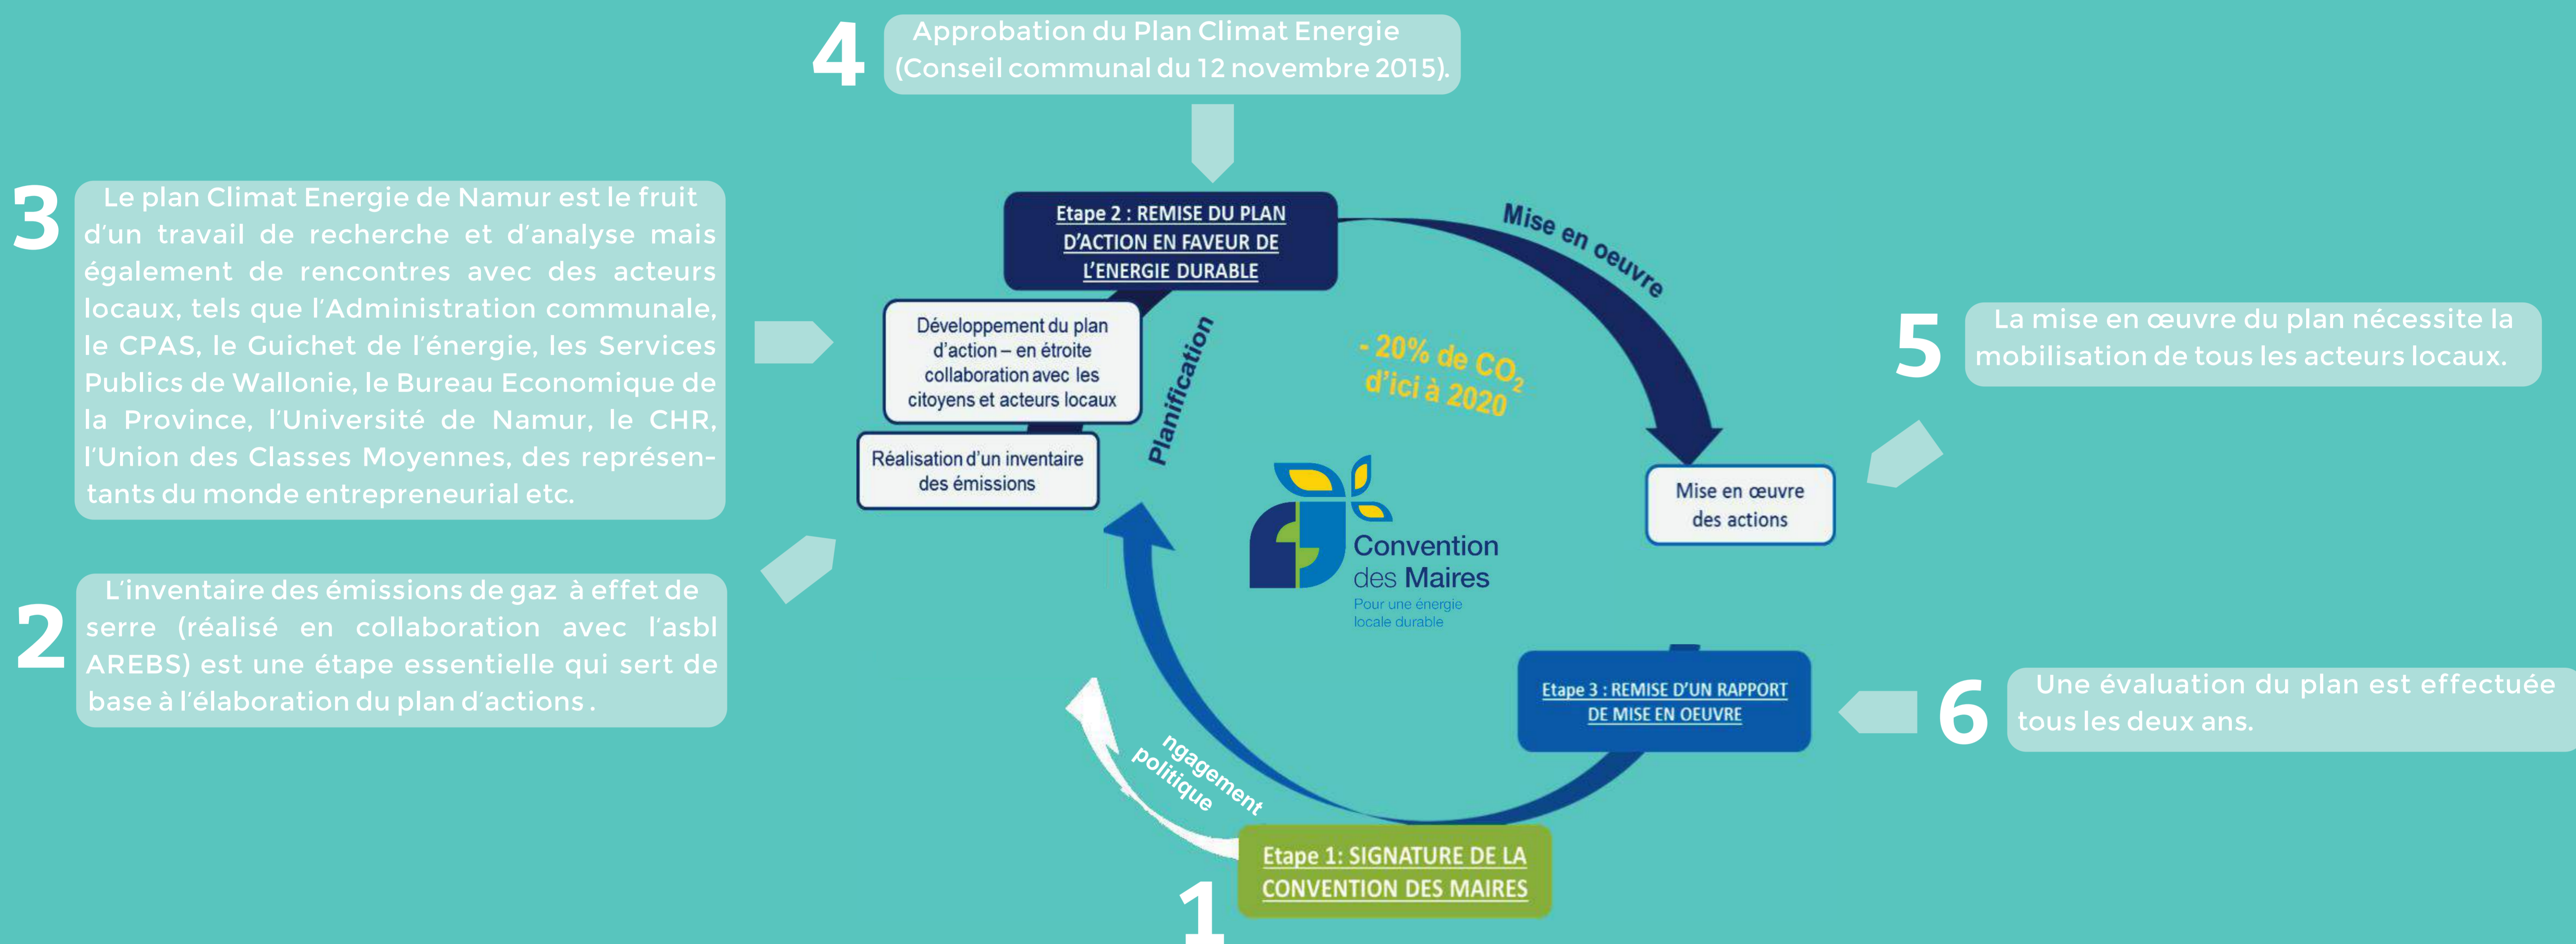 4
Approbation du Plan Climat Energie
(Conseil communal du 12 novembre 2015).
3
Le plan Climat Energie de Namur est le fruit
d'un travail de recherche et d'analyse mais
également de rencontres avec des acteurs
locaux, tels que l'Administration communale,
le CPAS, le Guichet de l'énergie, les Services
Publics de Wallonie, le Bureau Economique de
la Province, l'Université de Namur, le CHR,
l'Union des Classes Moyennes, des représen-
tants du monde entrepreneurial etc.
2
L'inventaire des émissions de gaz à effet de
serre (réalisé en collaboration avec l'asbl
AREBS) est une étape essentielle qui sert de
base à l'élaboration du plan d'actions .
Etape 2 : REMISE DU PLAN
D'ACTION EN FAVEUR DE
L'ENERGIE DURABLE
Développement du plan
d'action – en étroite
collaboration avec les
citoyens et acteurs locaux
Réalisation d'un inventaire
des émissions
Planification
Mise en oeuvre
- 20% de CO2
d'ici à 2020
Convention
des Maires
Pour une énergie
locale durable
Mise en œuvre
des actions
5
La mise en œuvre du plan nécessite la
mobilisation de tous les acteurs locaux.
Etape 3 : REMISE D'UN RAPPORT
DE MISE EN OEUVRE
6
Une évaluation du plan est effectuée
tous les deux ans.
ngagement
politique
Etape 1: SIGNATURE DE LA
CONVENTION DES MAIRES
1